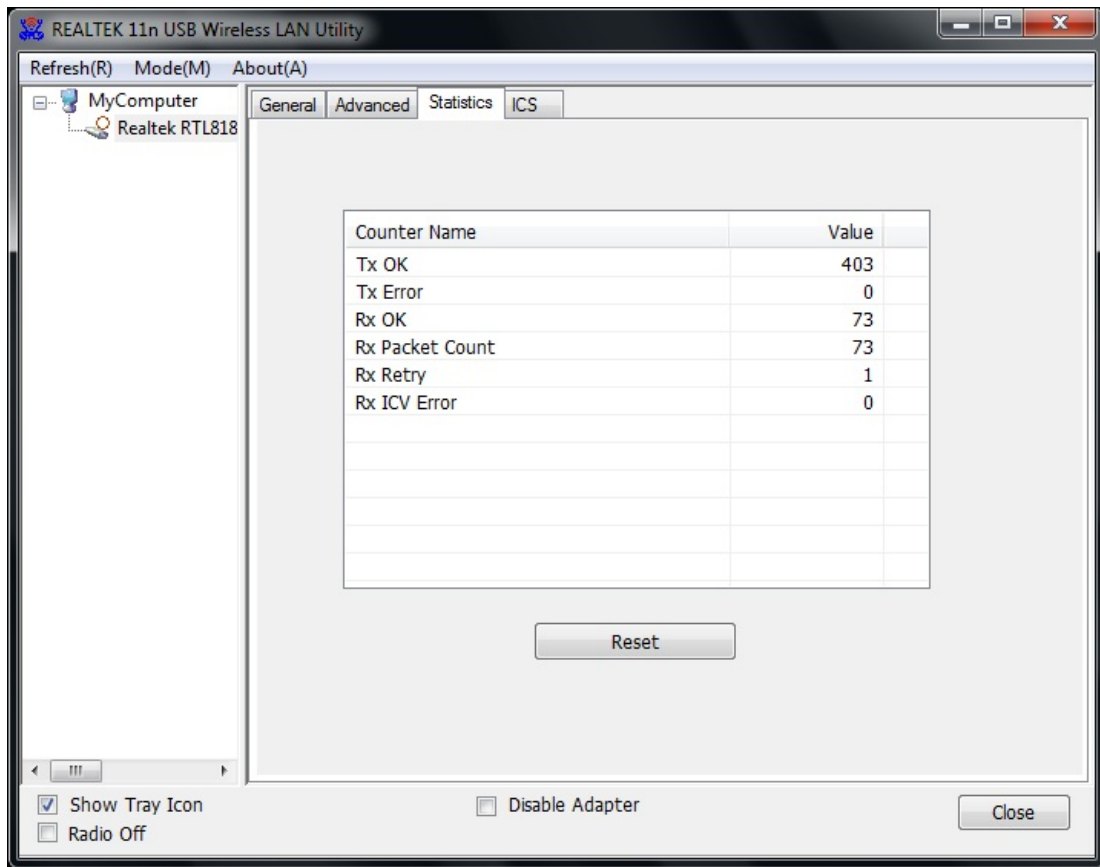 REALTEK 11n USB Wireless LAN Utility
Refresh(R) Mode(M) About(A)
MyComputer
Realtek RTL818
General Advanced Statistics ICS
Counter Name Value
Tx OK 403
Tx Error 0
Rx OK 73
Rx Packet Count 73
Rx Retry 1
Rx ICV Error 0
Reset
Show Tray Icon
Radio Off
Disable Adapter
Close